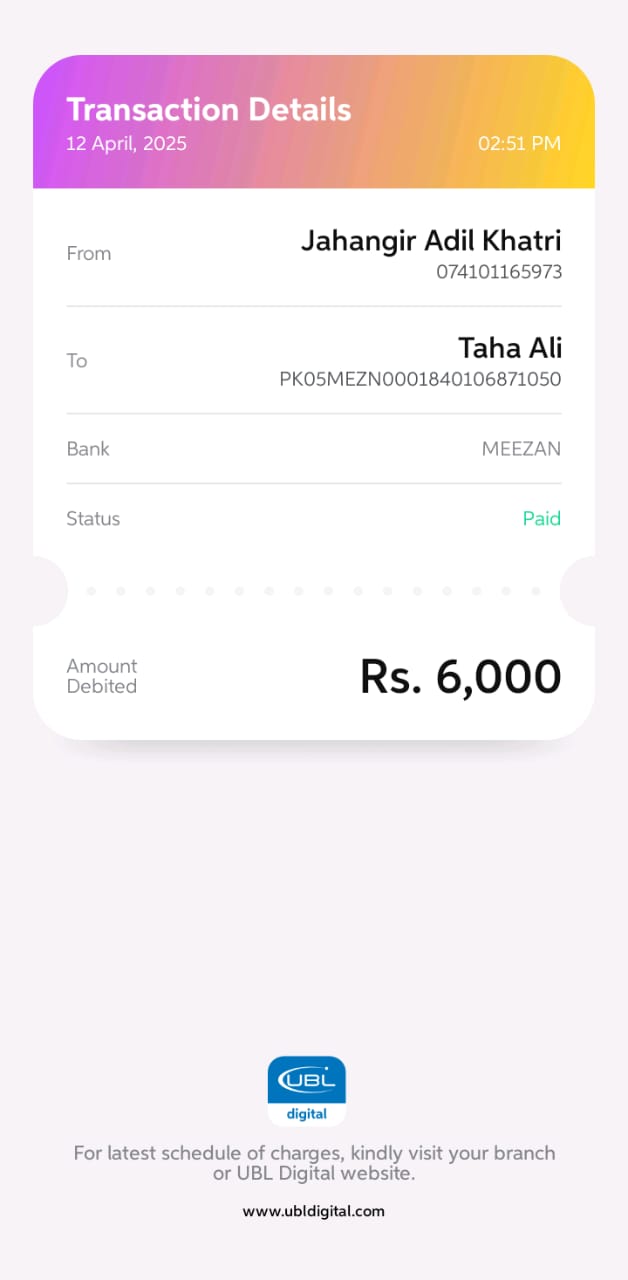 Transaction Details
12 April, 2025 02:51 PM
From
Jahangir Adil Khatri
074101165973
To
Taha Ali
PK05MEZN0001840106871050
Bank MEEZAN
Status Paid
Amount
Debited
Rs. 6,000
UBL
digital
For latest schedule of charges, kindly visit your branch
or UBL Digital website.
www.ubldigital.com